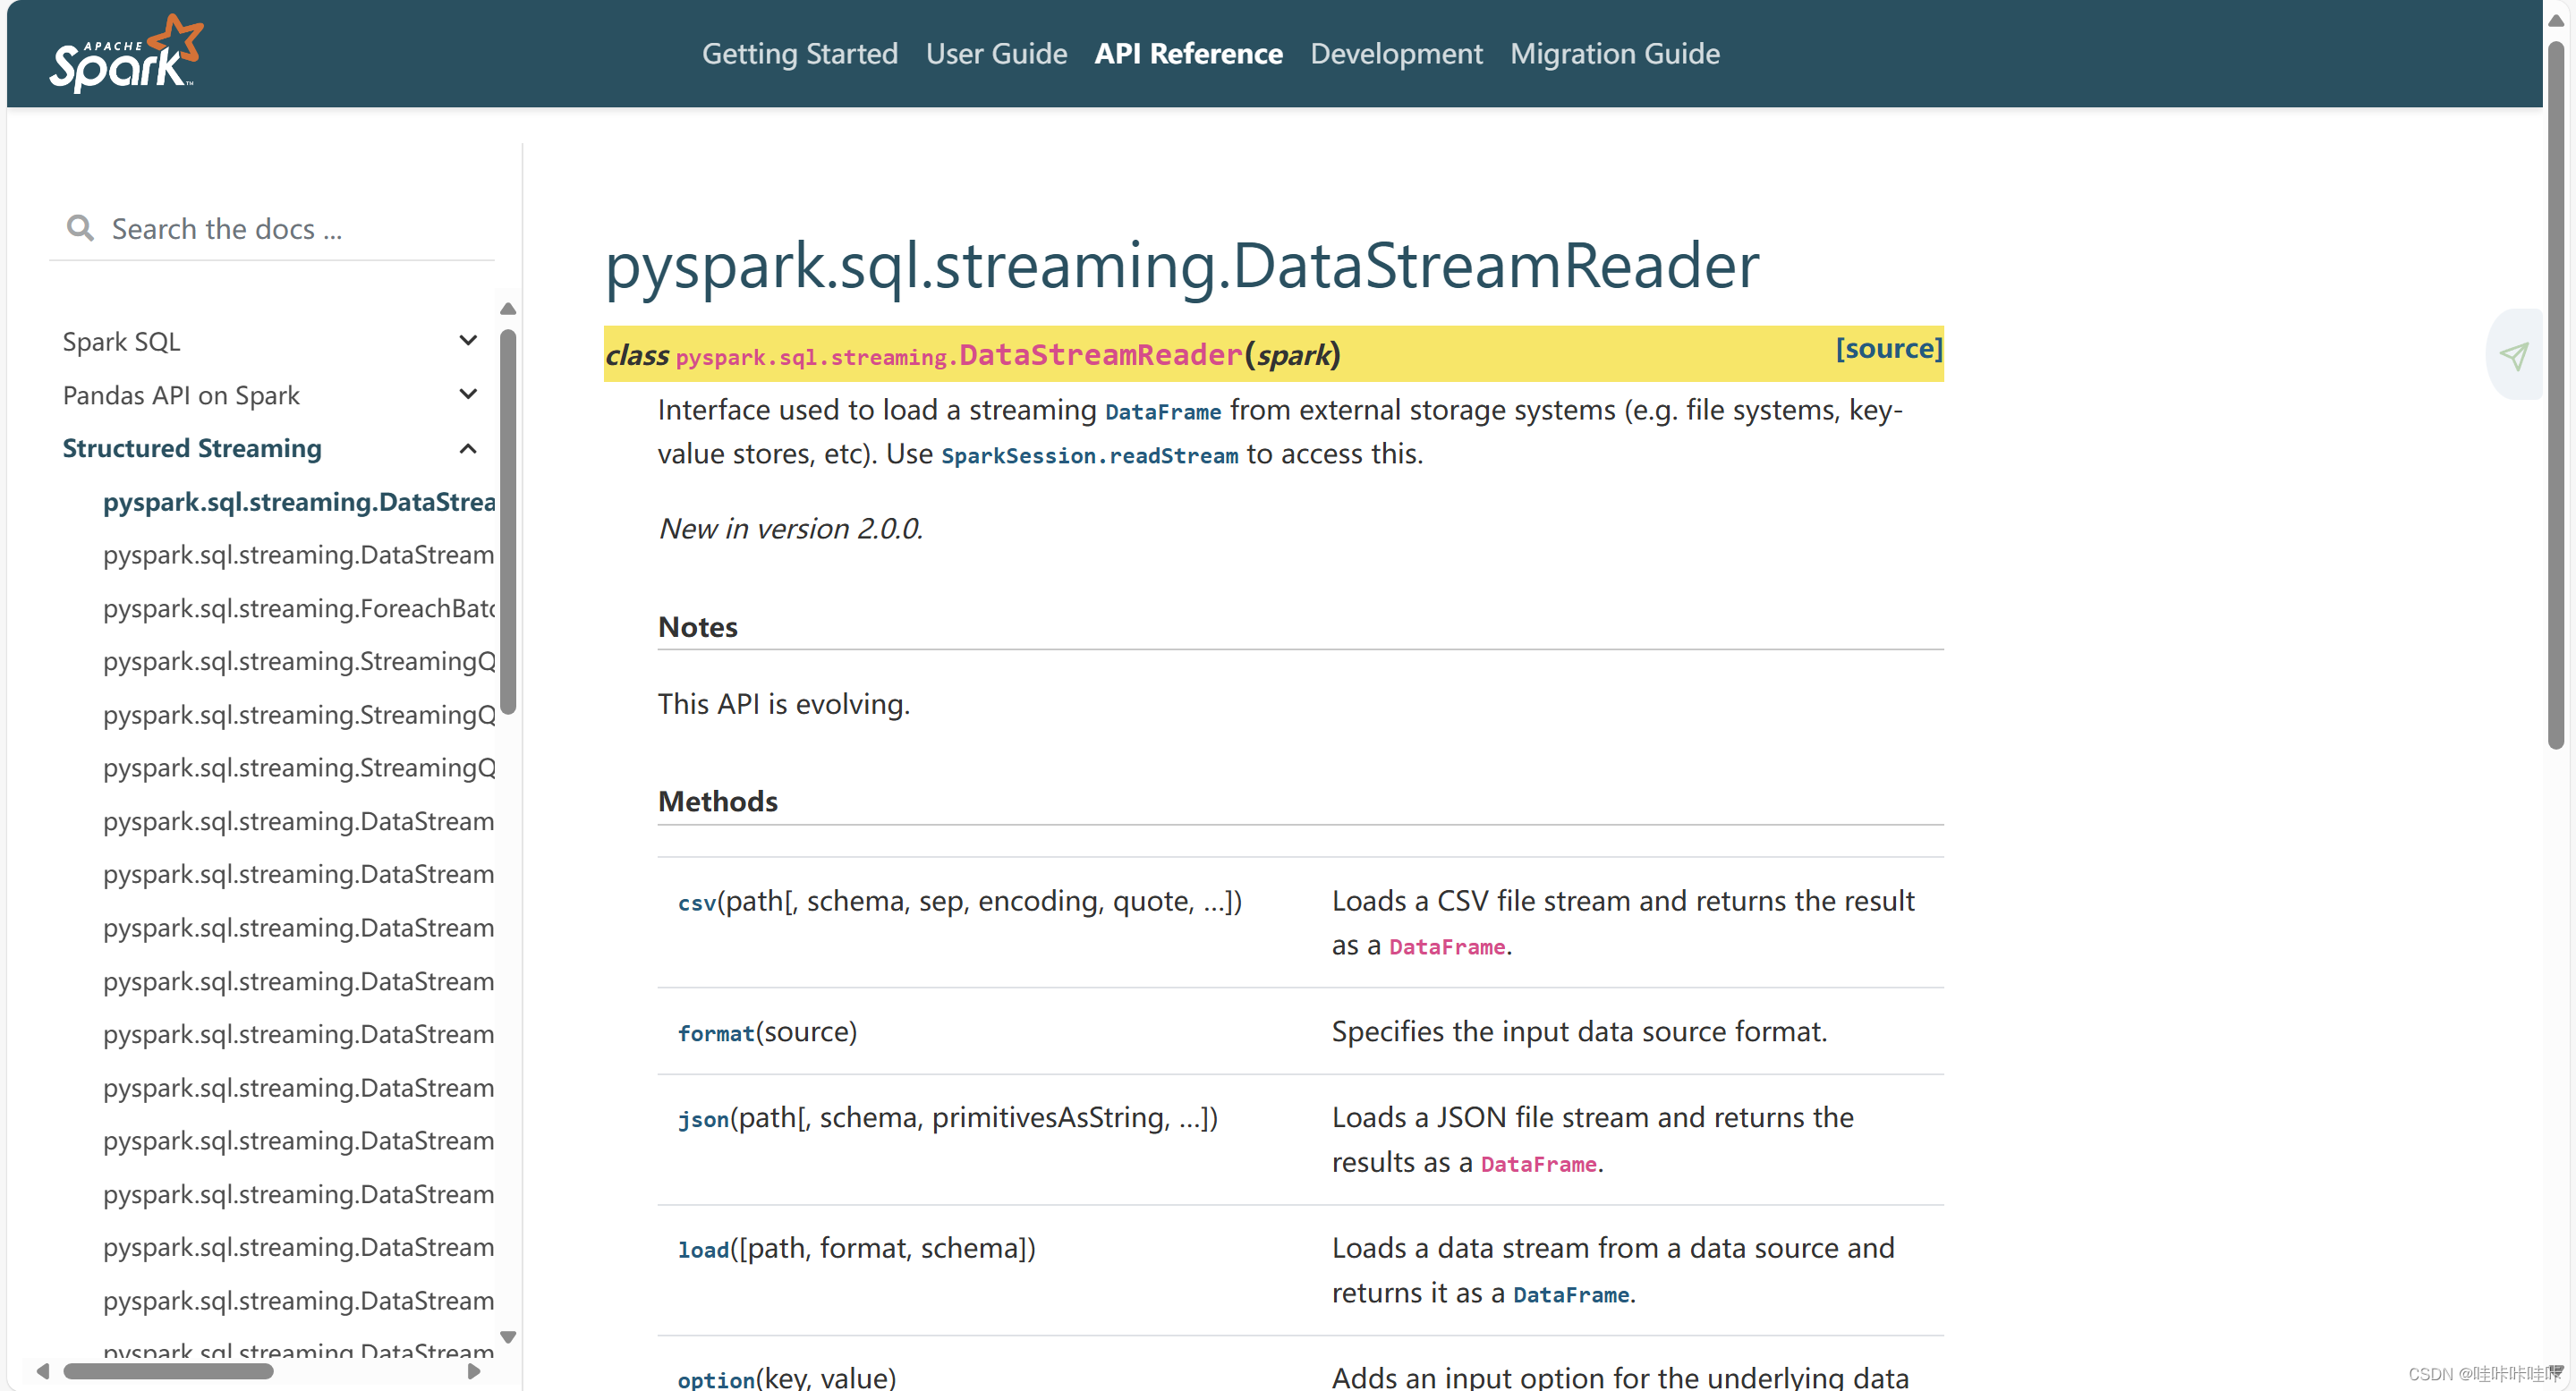 APACHE
Spark™
Getting Started User Guide API Reference Development Migration Guide
Search the docs ...
Spark SQL
Pandas API on Spark
Structured Streaming
pyspark.sql.streaming.DataStrea
pyspark.sql.streaming.DataStream
pyspark.sql.streaming.ForeachBatc
pyspark.sql.streaming.StreamingQ
pyspark.sql.streaming.StreamingQ
pyspark.sql.streaming.StreamingQ
pyspark.sql.streaming.DataStream
pyspark.sql.streaming.DataStream
pyspark.sql.streaming.DataStream
pyspark.sql.streaming.DataStream
pyspark.sql.streaming.DataStream
pyspark.sql.streaming.DataStream
pyspark.sql.streaming.DataStream
pyspark.sql.streaming.DataStream
pyspark.sql.streaming.DataStream
pyspark.sql.streaming.DataStream
pyspark.sql.streaming.DataStream
pyspark.sql.streaming.DataStreamReader
class pyspark.sql.streaming.DataStreamReader(spark) [source]
Interface used to load a streaming DataFrame from external storage systems (e.g. file systems, key-
value stores, etc). Use SparkSession.readStream to access this.
New in version 2.0.0.
Notes
This API is evolving.
Methods
csv(path[, schema, sep, encoding, quote, …]) Loads a CSV file stream and returns the result
as a DataFrame.
format(source) Specifies the input data source format.
json(path[, schema, primitivesAsString, …]) Loads a JSON file stream and returns the
results as a DataFrame.
load([path, format, schema]) Loads a data stream from a data source and
returns it as a DataFrame.
option(key, value) Adds an input option for the underlying data
CSDN @哇咔咔哇咔